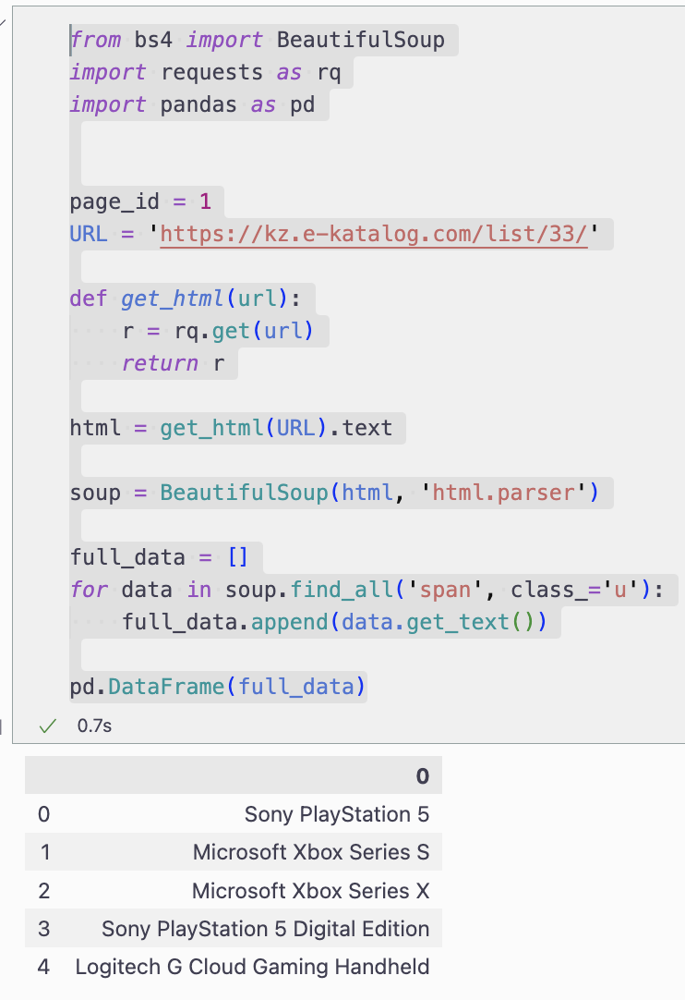 from bs4 import BeautifulSoup
import requests as rq
import pandas as pd
page_id = 1
URL = 'https://kz.e-katalog.com/list/33/'
def get_html(url):
    r = rq.get(url)
    return r
html = get_html(URL).text
soup = BeautifulSoup(html, 'html.parser')
full_data = []
for data in soup.find_all('span', class_='u'):
    full_data.append(data.get_text())
pd.DataFrame(full_data)
✓ 0.7s
0
0 Sony PlayStation 5
1 Microsoft Xbox Series S
2 Microsoft Xbox Series X
3 Sony PlayStation 5 Digital Edition
4 Logitech G Cloud Gaming Handheld